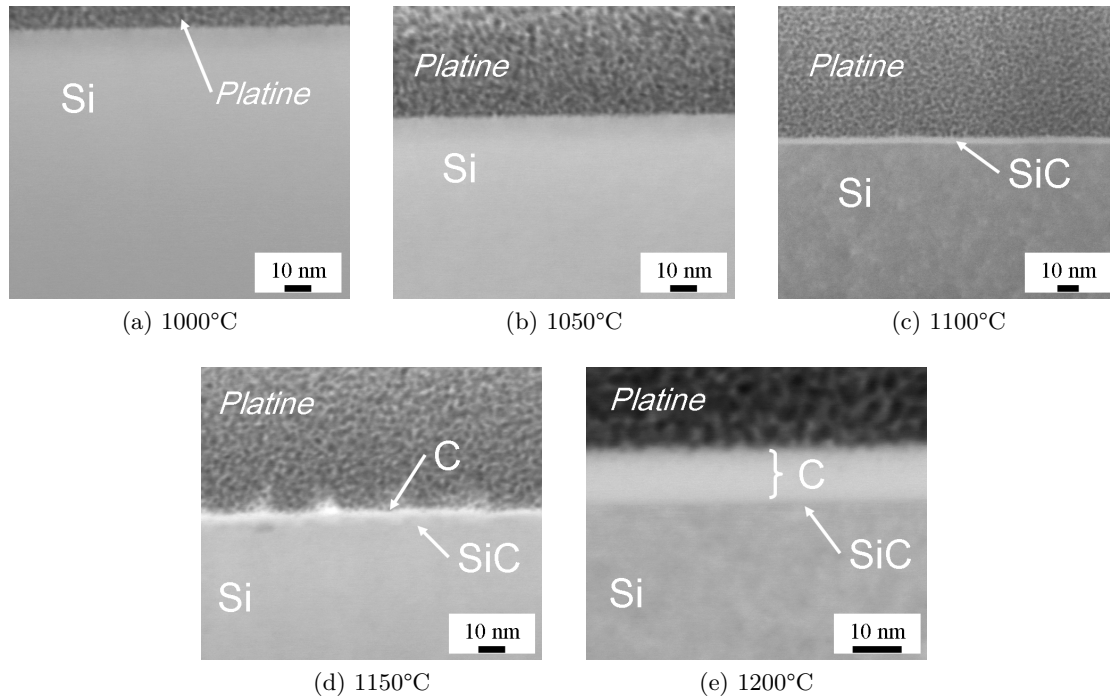 Platine
Si
10 nm
(a) 1000°C
Platine
Si
10 nm
(b) 1050°C
Platine
SiC
Si
10 nm
(c) 1100°C
Platine
C
SiC
Si
10 nm
(d) 1150°C
Platine
C
SiC
Si
10 nm
(e) 1200°C